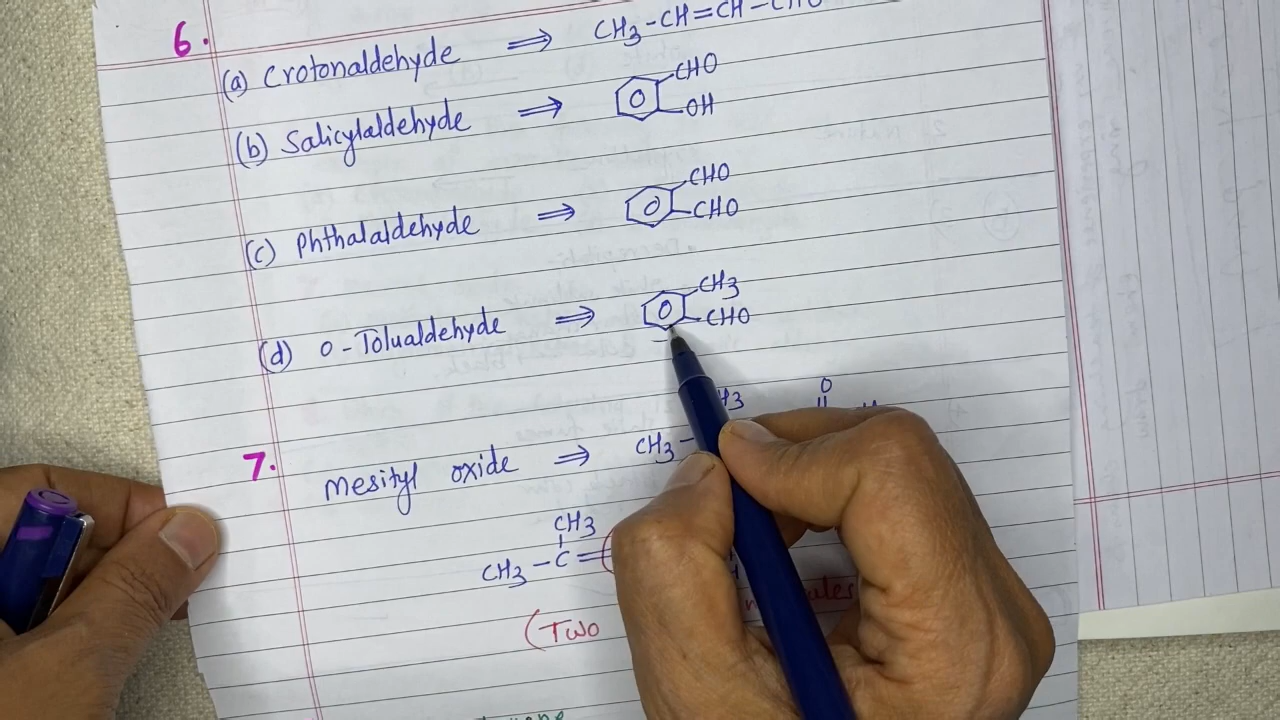 6.
(a) Crotonaldehyde ⇒ CH3-CH=CH-CHO
(b) Salicylaldehyde ⇒ CHO
OH
(c) Phthalaldehyde ⇒ CHO
CHO
(d) o-Tolualdehyde ⇒ CH3
CHO
7.
Mesityl oxide ⇒ CH3-
O
CH3
CH3-C=
(Two